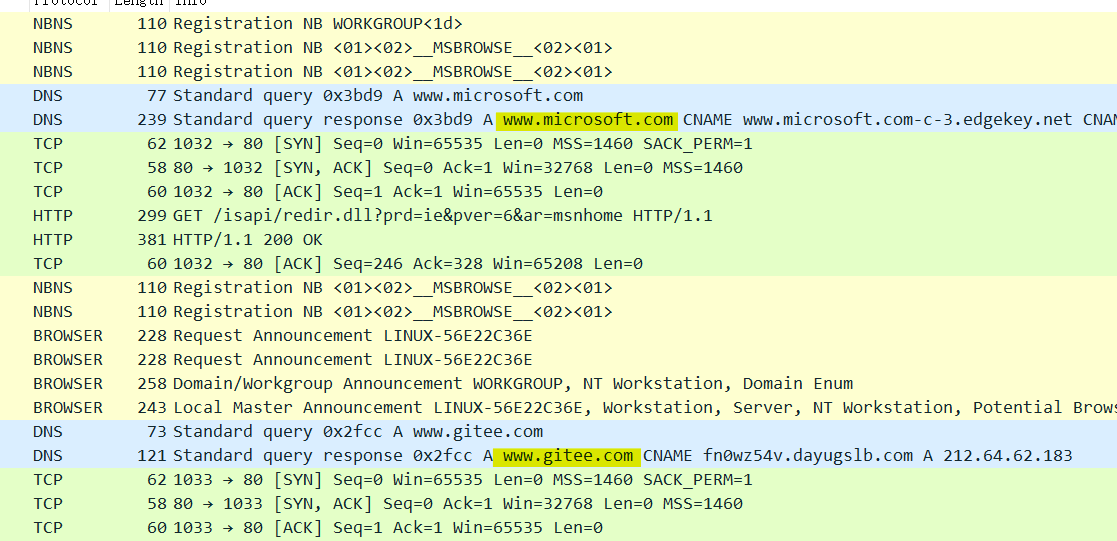 Protocol Length Info
NBNS 110 Registration NB WORKGROUP<1d>
NBNS 110 Registration NB <01><02>__MSBROWSE__<02><01>
NBNS 110 Registration NB <01><02>__MSBROWSE__<02><01>
DNS 77 Standard query 0x3bd9 A www.microsoft.com
DNS 239 Standard query response 0x3bd9 A www.microsoft.com CNAME www.microsoft.com-c-3.edgekey.net CNAM
TCP 62 1032 → 80 [SYN] Seq=0 Win=65535 Len=0 MSS=1460 SACK_PERM=1
TCP 58 80 → 1032 [SYN, ACK] Seq=0 Ack=1 Win=32768 Len=0 MSS=1460
TCP 60 1032 → 80 [ACK] Seq=1 Ack=1 Win=65535 Len=0
HTTP 299 GET /isapi/redir.dll?prd=ie&pver=6&ar=msnhome HTTP/1.1
HTTP 381 HTTP/1.1 200 OK
TCP 60 1032 → 80 [ACK] Seq=246 Ack=328 Win=65208 Len=0
NBNS 110 Registration NB <01><02>__MSBROWSE__<02><01>
NBNS 110 Registration NB <01><02>__MSBROWSE__<02><01>
BROWSER 228 Request Announcement LINUX-56E22C36E
BROWSER 228 Request Announcement LINUX-56E22C36E
BROWSER 258 Domain/Workgroup Announcement WORKGROUP, NT Workstation, Domain Enum
BROWSER 243 Local Master Announcement LINUX-56E22C36E, Workstation, Server, NT Workstation, Potential Brows
DNS 73 Standard query 0x2fcc A www.gitee.com
DNS 121 Standard query response 0x2fcc A www.gitee.com CNAME fn0wz54v.dayugslb.com A 212.64.62.183
TCP 62 1033 → 80 [SYN] Seq=0 Win=65535 Len=0 MSS=1460 SACK_PERM=1
TCP 58 80 → 1033 [SYN, ACK] Seq=0 Ack=1 Win=32768 Len=0 MSS=1460
TCP 60 1033 → 80 [ACK] Seq=1 Ack=1 Win=65535 Len=0